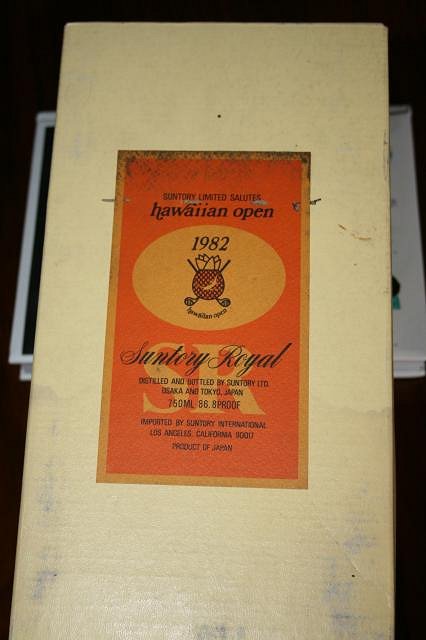 SUNTORY LIMITED SALUTES
hawaiian open
1982
hawaiian open
SR
Suntory Royal
DISTILLED AND BOTTLED BY SUNTORY LTD.
OSAKA AND TOKYO, JAPAN
750ML 86.8PROOF
IMPORTED BY SUNTORY INTERNATIONAL
LOS ANGELES, CALIFORNIA 90017
PRODUCT OF JAPAN